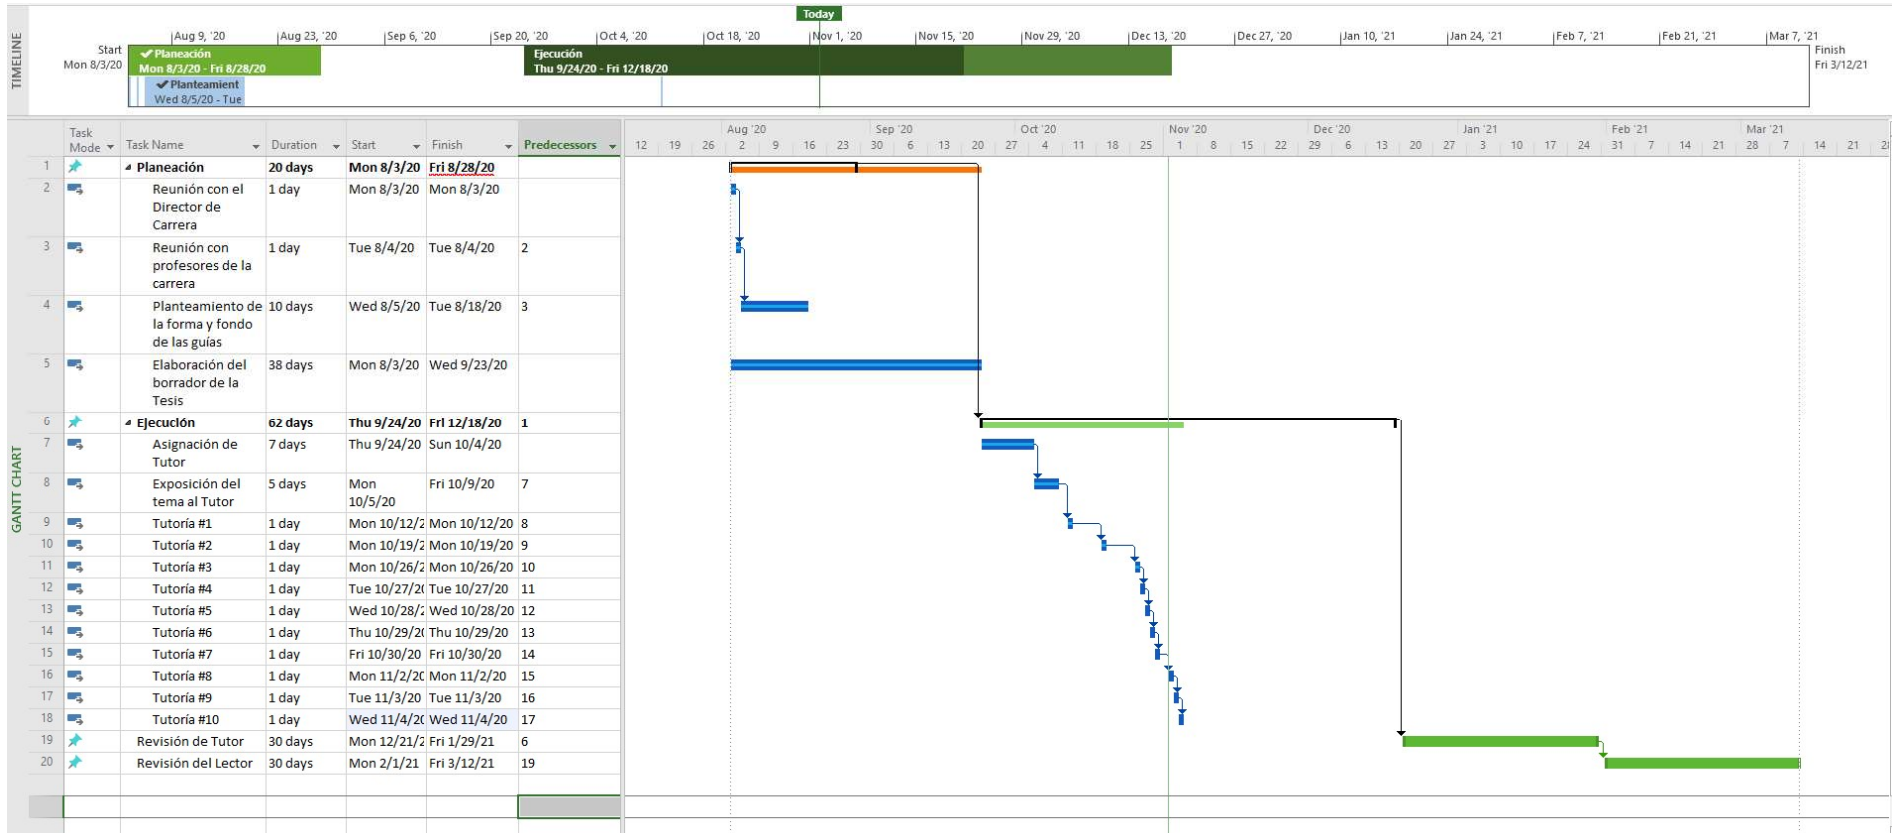 Today
Aug 9, '20 Aug 23, '20 Sep 6, '20 Sep 20, '20 Oct 4, '20 Oct 18, '20 Nov 1, '20 Nov 15, '20 Nov 29, '20 Dec 13, '20 Dec 27, '20 Jan 10, '21 Jan 24, '21 Feb 7, '21 Feb 21, '21 Mar 7, '21
TIMELINE
Start
Mon 8/3/20
Planeación
Mon 8/3/20 - Fri 8/28/20
Ejecución
Thu 9/24/20 - Fri 12/18/20
Finish
Fri 3/12/21
Planteamient
Wed 8/5/20 - Tue
GANTT CHART
Task Mode Task Name Duration Start Finish Predecessors
Aug '20 Sep '20 Oct '20 Nov '20 Dec '20 Jan '21 Feb '21 Mar '21
12 19 26 2 9 16 23 30 6 13 20 27 4 11 18 25 1 8 15 22 29 6 13 20 27 3 10 17 24 31 7 14 21 28 7 14 21
1 Planeación 20 days Mon 8/3/20 Fri 8/28/20
2 Reunión con el 1 day Mon 8/3/20 Mon 8/3/20
Director de
Carrera
3 Reunión con 1 day Tue 8/4/20 Tue 8/4/20 2
profesores de la
carrera
4 Planteamiento de 10 days Wed 8/5/20 Tue 8/18/20 3
la forma y fondo
de las guías
5 Elaboración del 38 days Mon 8/3/20 Wed 9/23/20
borrador de la
Tesis
6 Ejecución 62 days Thu 9/24/20 Fri 12/18/20 1
7 Asignación de 7 days Thu 9/24/20 Sun 10/4/20
Tutor
8 Exposición del 5 days Mon Fri 10/9/20 7
tema al Tutor 10/5/20
9 Tutoría #1 1 day Mon 10/12/2 Mon 10/12/20 8
10 Tutoría #2 1 day Mon 10/19/2 Mon 10/19/20 9
11 Tutoría #3 1 day Mon 10/26/2 Mon 10/26/20 10
12 Tutoría #4 1 day Tue 10/27/20 Tue 10/27/20 11
13 Tutoría #5 1 day Wed 10/28/2 Wed 10/28/20 12
14 Tutoría #6 1 day Thu 10/29/20 Thu 10/29/20 13
15 Tutoría #7 1 day Fri 10/30/20 Fri 10/30/20 14
16 Tutoría #8 1 day Mon 11/2/20 Mon 11/2/20 15
17 Tutoría #9 1 day Tue 11/3/20 Tue 11/3/20 16
18 Tutoría #10 1 day Wed 11/4/20 Wed 11/4/20 17
19 Revisión de Tutor 30 days Mon 12/21/2 Fri 1/29/21 6
20 Revisión del Lector 30 days Mon 2/1/21 Fri 3/12/21 19